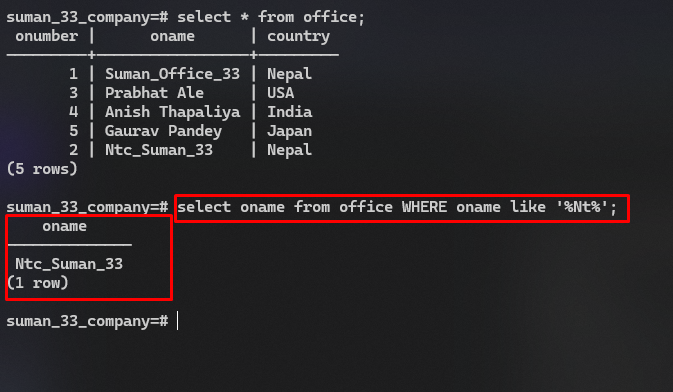 suman_33_company=# select * from office;
 onumber |      oname       | country
---------+------------------+---------
       1 | Suman_Office_33  | Nepal
       3 | Prabhat Ale      | USA
       4 | Anish Thapaliya  | India
       5 | Gaurav Pandey    | Japan
       2 | Ntc_Suman_33     | Nepal
(5 rows)
suman_33_company=# select oname from office WHERE oname like '%Nt%';
    oname
--------------
 Ntc_Suman_33
(1 row)
suman_33_company=#